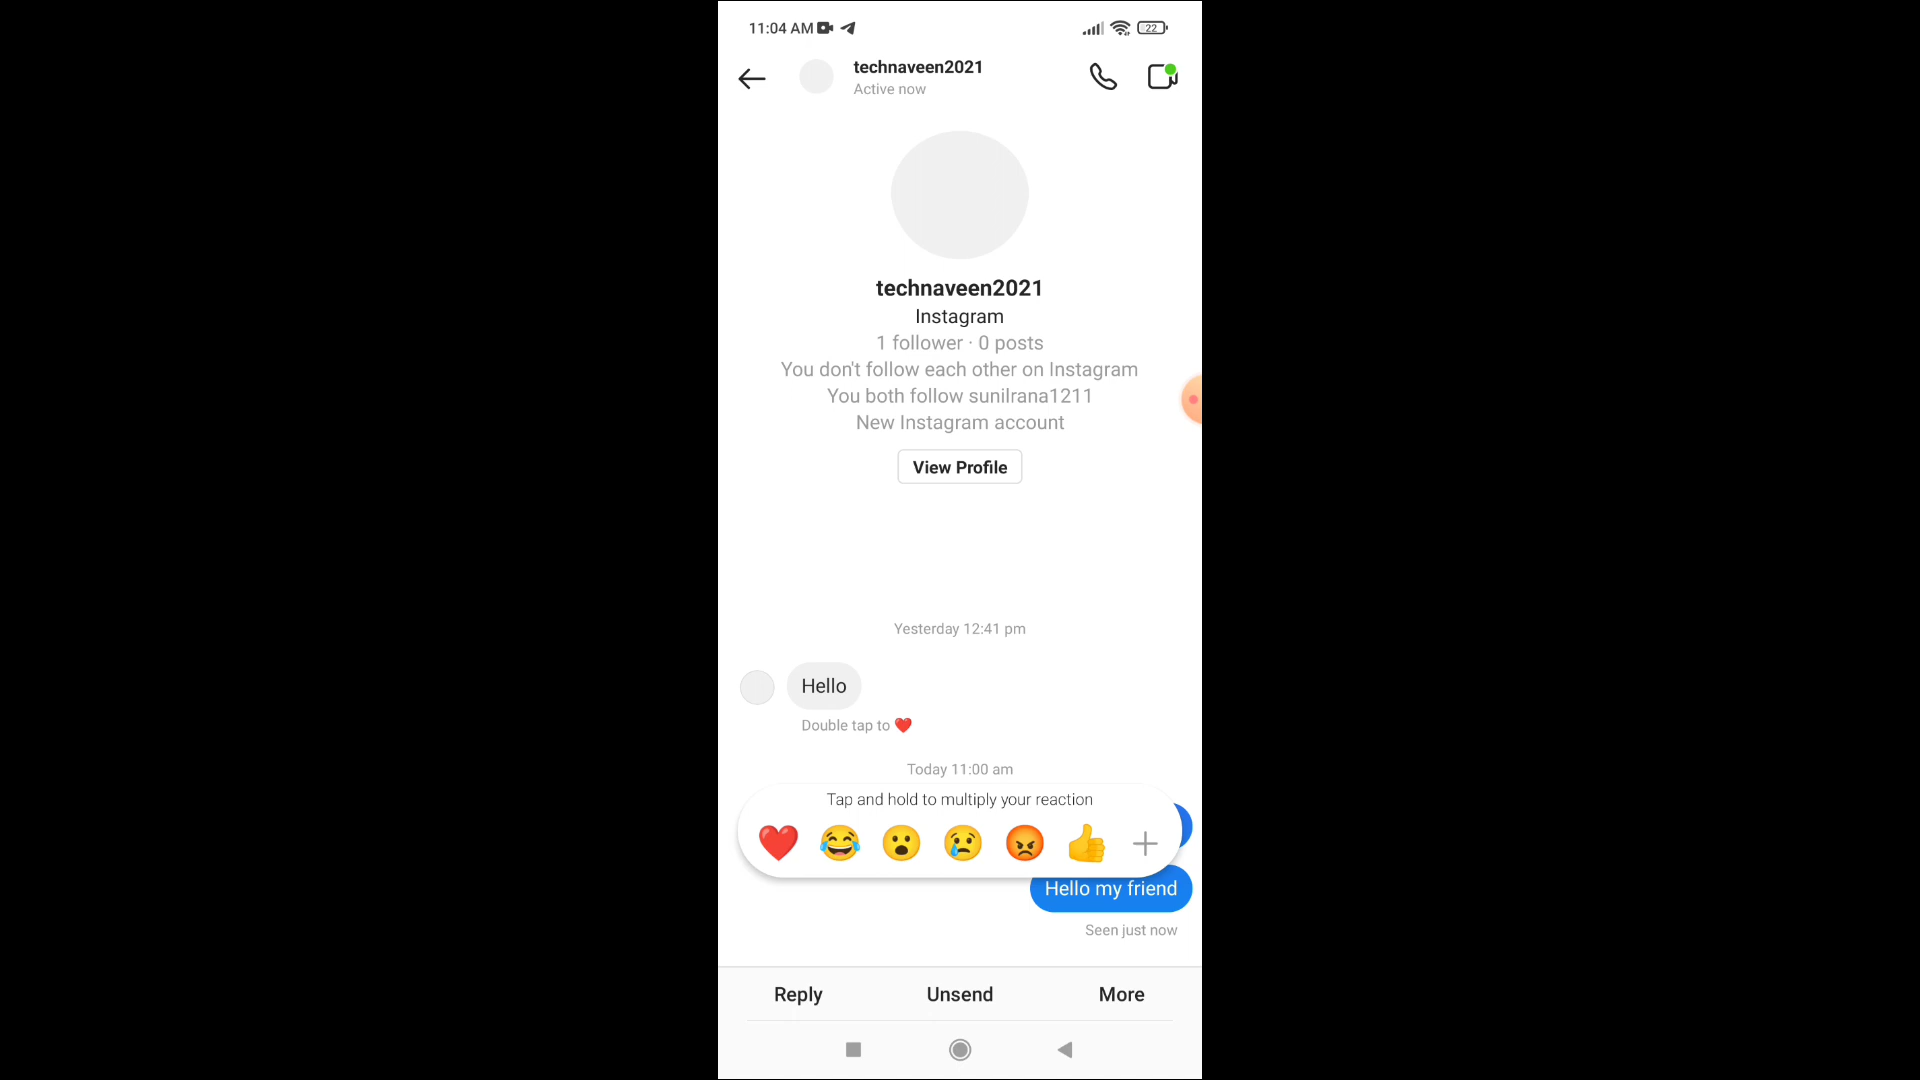 11:04 AM
22
technaveen2021
Active now
technaveen2021
Instagram
1 follower · 0 posts
You don't follow each other on Instagram
You both follow sunilrana1211
New Instagram account
View Profile
Yesterday 12:41 pm
Hello
Double tap to ❤️
Today 11:00 am
Tap and hold to multiply your reaction
Hello my friend
Seen just now
Reply Unsend More